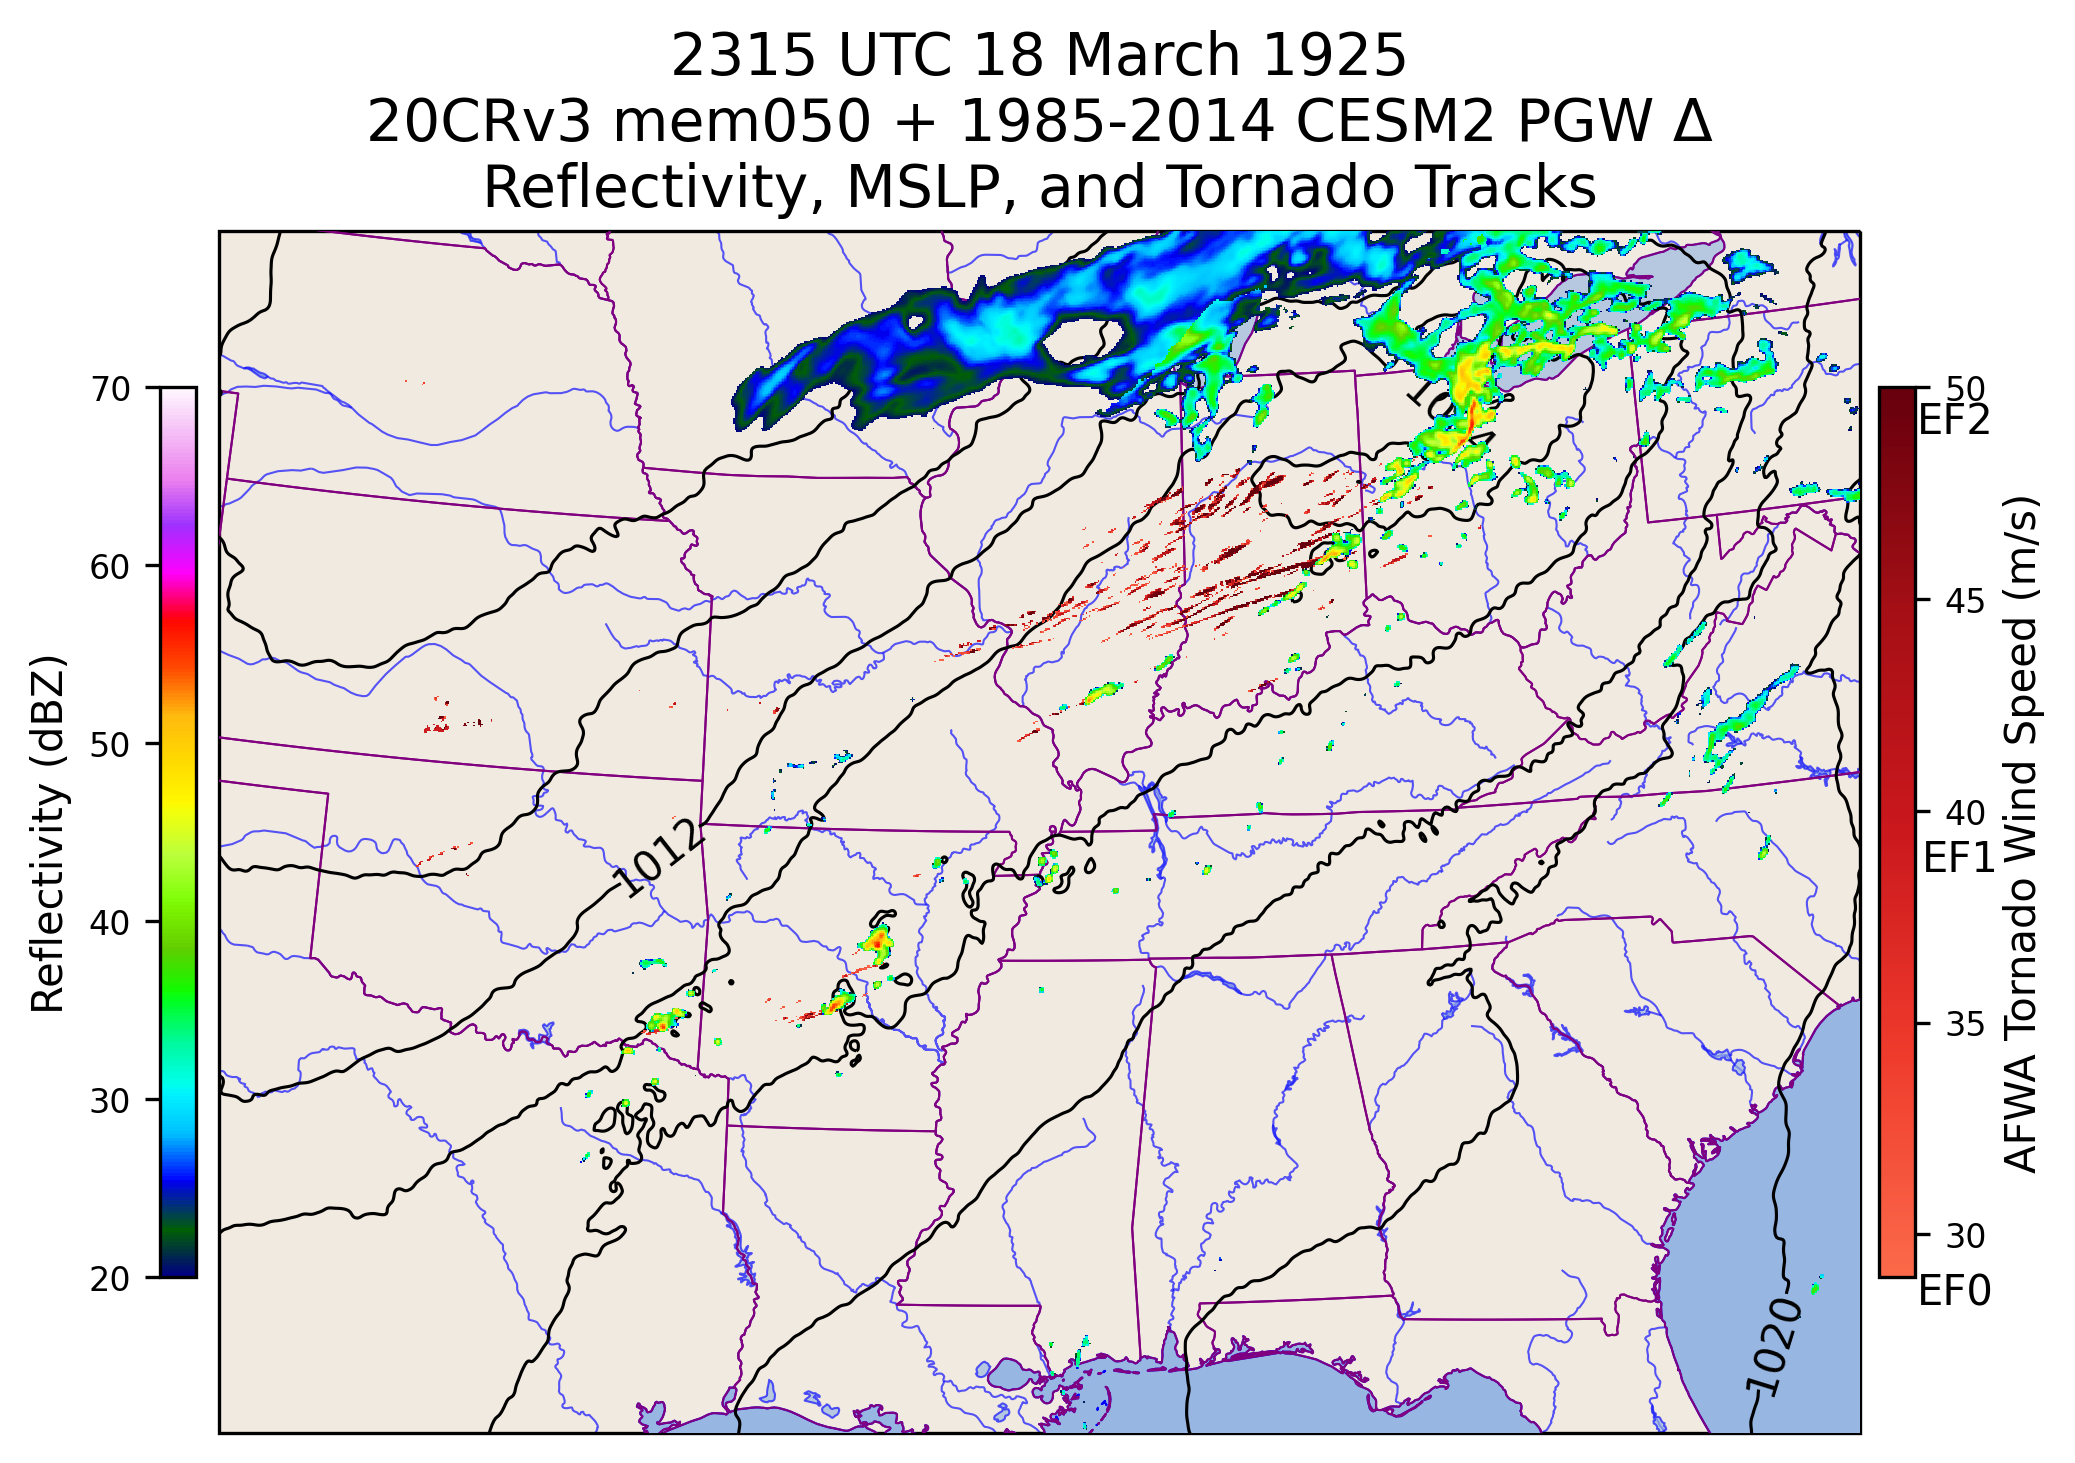 2315 UTC 18 March 1925
20CRv3 mem050 + 1985-2014 CESM2 PGW Δ
Reflectivity, MSLP, and Tornado Tracks
Reflectivity (dBZ)
70
60
50
40
30
20
1012
1020
50
EF2
45
40
EF1
35
30
EF0
AFWA Tornado Wind Speed (m/s)